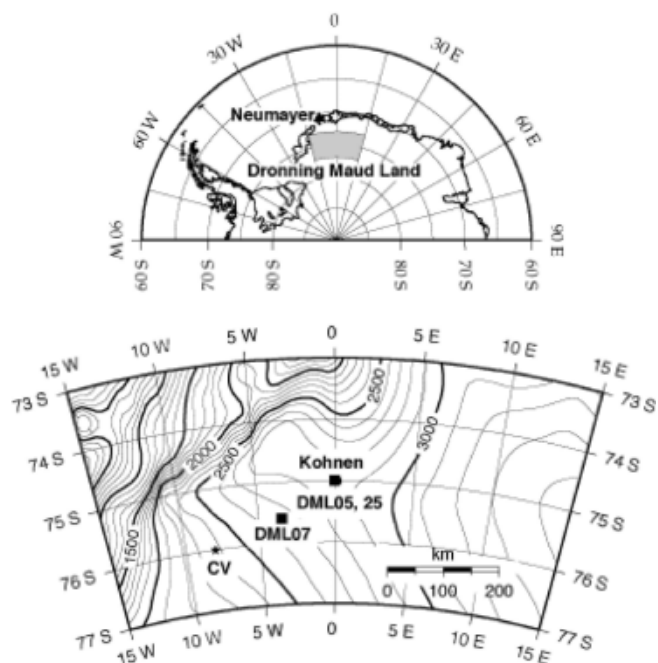 0
30 W
30 E
Neumayer
60 W
60 E
Dronning Maud Land
90 W
90 E
60 S
70 S
80 S
80 S
70 S
60 S
0
5 W
5 E
10 W
10 E
15 W
15 E
73 S
2500
73 S
74 S
2000
2500
3000
74 S
Kohnen
75 S
DML05, 25
75 S
1500
DML07
km
76 S
CV
0 100 200
76 S
77 S
77 S
15 W
10 W
5 W
0
5 E
10 E
15 E